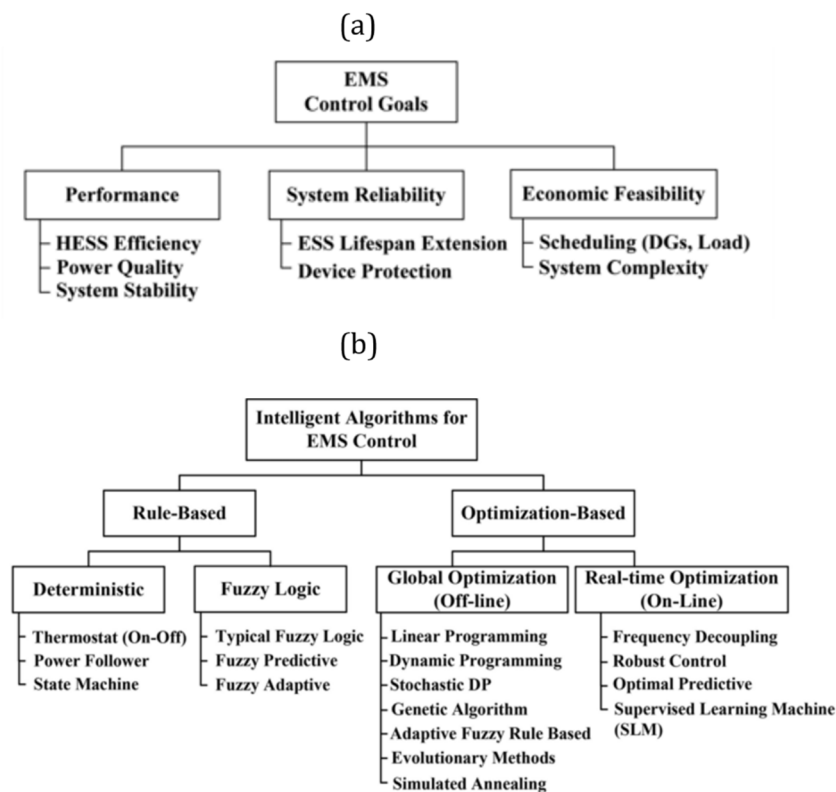 (a)
EMS
Control Goals
Performance
System Reliability
Economic Feasibility
HESS Efficiency
Power Quality
System Stability
ESS Lifespan Extension
Device Protection
Scheduling (DGs, Load)
System Complexity
(b)
Intelligent Algorithms for
EMS Control
Rule-Based
Optimization-Based
Deterministic
Fuzzy Logic
Global Optimization
(Off-line)
Real-time Optimization
(On-Line)
Thermostat (On-Off)
Power Follower
State Machine
Typical Fuzzy Logic
Fuzzy Predictive
Fuzzy Adaptive
Linear Programming
Dynamic Programming
Stochastic DP
Genetic Algorithm
Adaptive Fuzzy Rule Based
Evolutionary Methods
Simulated Annealing
Frequency Decoupling
Robust Control
Optimal Predictive
Supervised Learning Machine
(SLM)